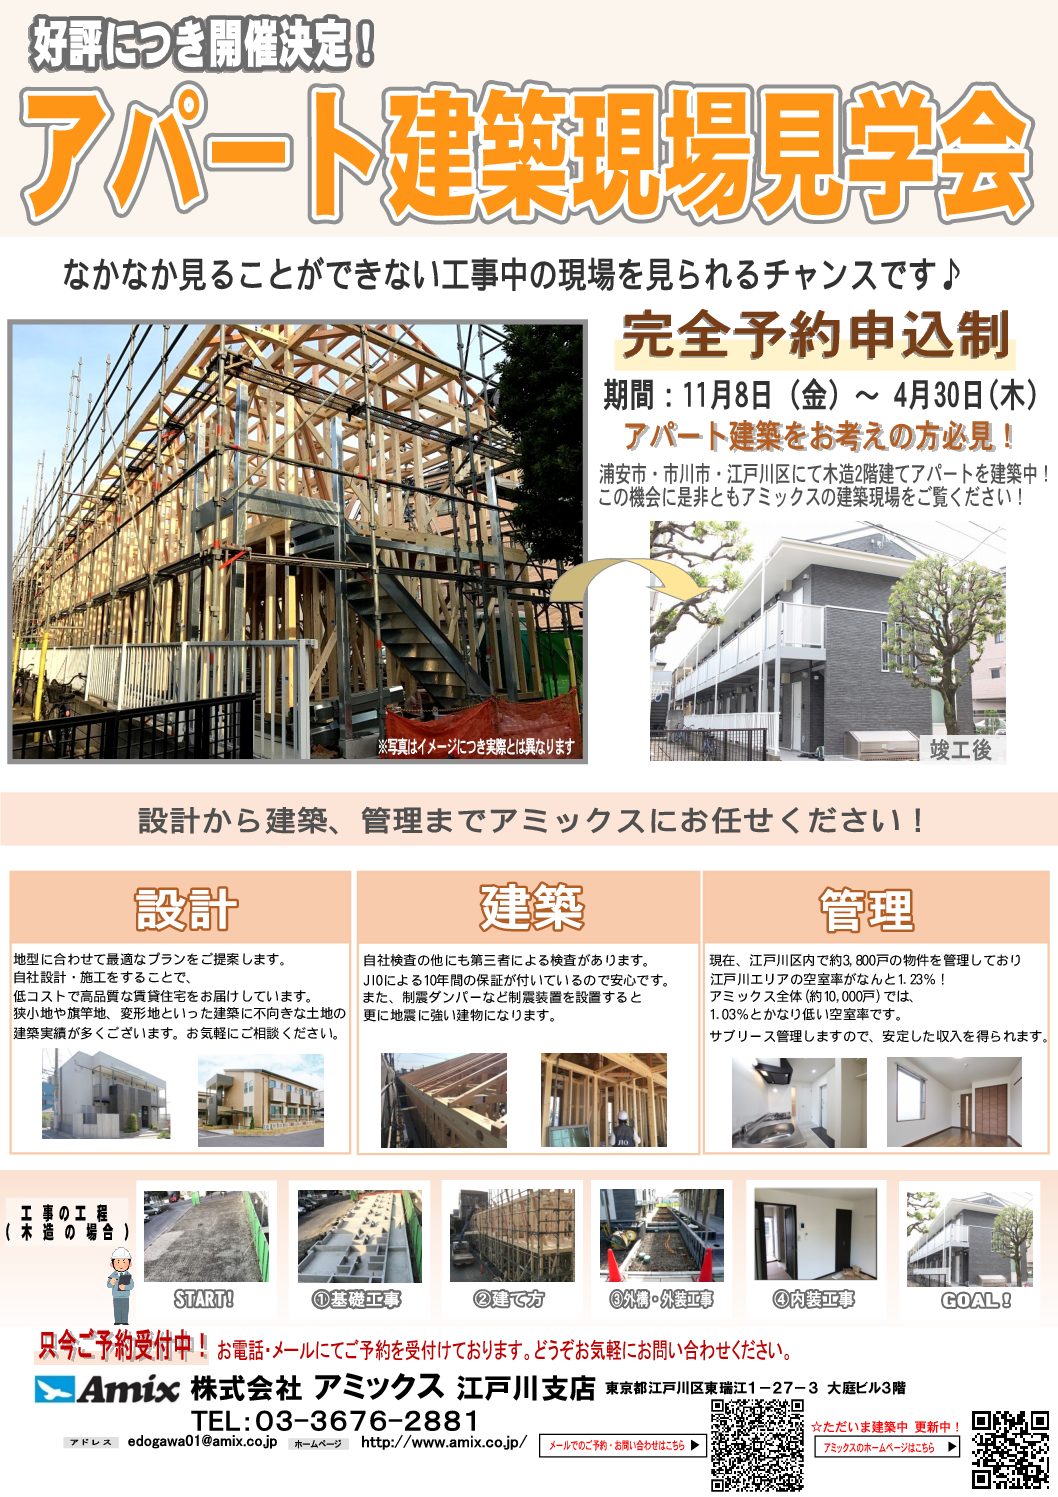 好評につき開催決定！
アパート建築現場見学会
なかなか見ることができない工事中の現場を見られるチャンスです♪
完全予約申込制
期間：11月8日（金）～ 4月30日(木)
アパート建築をお考えの方必見！
浦安市・市川市・江戸川区にて木造2階建てアパートを建築中！
この機会に是非ともアミックスの建築現場をご覧ください！
※写真はイメージにつき実際とは異なります
竣工後
設計から建築、管理までアミックスにお任せください！
設計
地型に合わせて最適なプランをご提案します。
自社設計・施工をすることで、
低コストで高品質な賃貸住宅をお届けしています。
狭小地や旗竿地、変形地といった建築に不向きな土地の
建築実績が多くございます。お気軽にご相談ください。
建築
自社検査の他にも第三者による検査があります。
JIOによる10年間の保証が付いているので安心です。
また、制震ダンパーなど制震装置を設置すると
更に地震に強い建物になります。
JIO
管理
現在、江戸川区内で約3,800戸の物件を管理しており
江戸川エリアの空室率がなんと1.23%！
アミックス全体(約10,000戸)では、
1.03%とかなり低い空室率です。
サブリース管理しますので、安定した収入を得られます。
工事の工程
(木造の場合)
START!
①基礎工事
②建て方
③外構・外装工事
④内装工事
GOAL!
只今ご予約受付中！ お電話・メールにてご予約を受付けております。どうぞお気軽にお問い合わせください。
Amix 株式会社 アミックス 江戸川支店 東京都江戸川区東瑞江1－27－3 大庭ビル3階
TEL:03-3676-2881
アドレス edogawa01@amix.co.jp ホームページ http://www.amix.co.jp/
メールでのご予約・お問い合わせはこちら ▶
☆ただいま建築中 更新中！
アミックスのホームページはこちら ▶